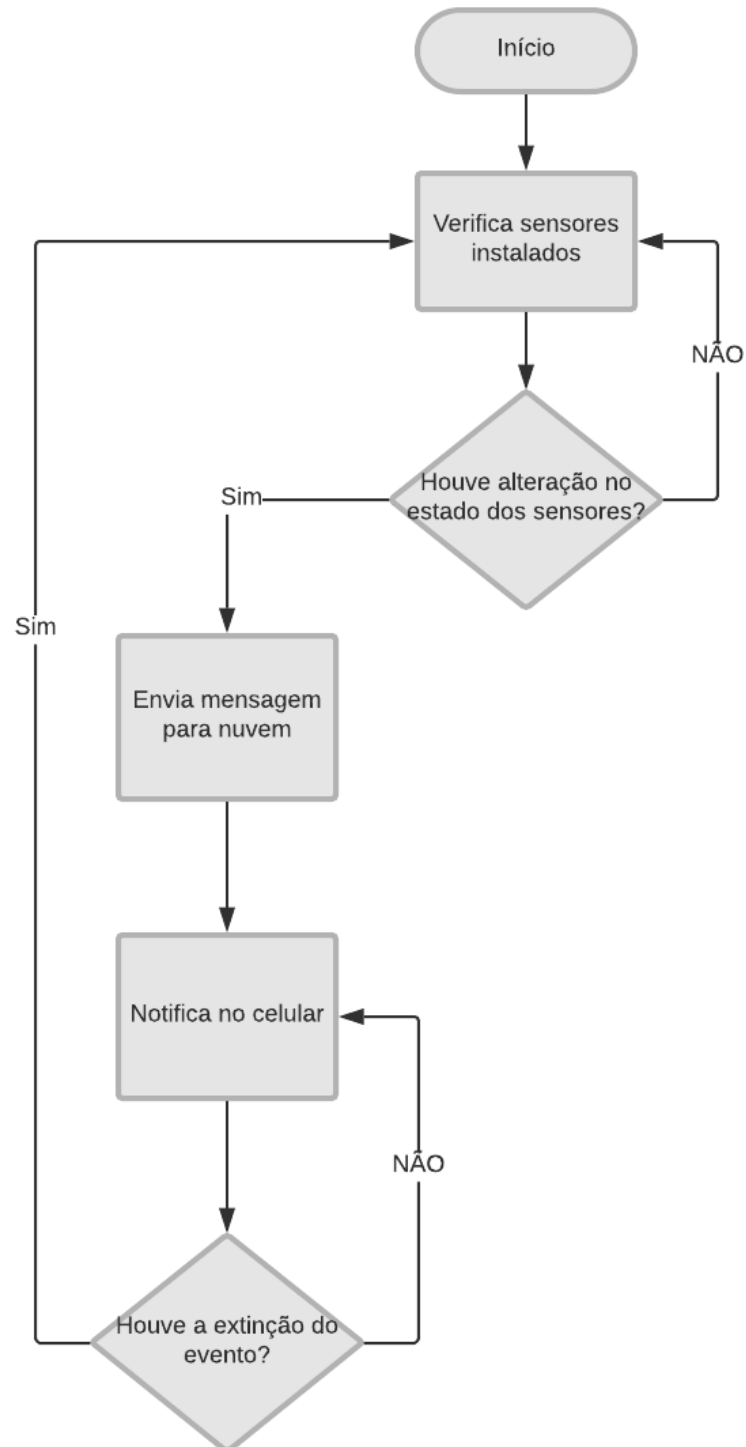 Início
Verifica sensores
instalados
NÃO
Houve alteração no
estado dos sensores?
Sim
Sim
Envia mensagem
para nuvem
Notifica no celular
NÃO
Houve a extinção do
evento?